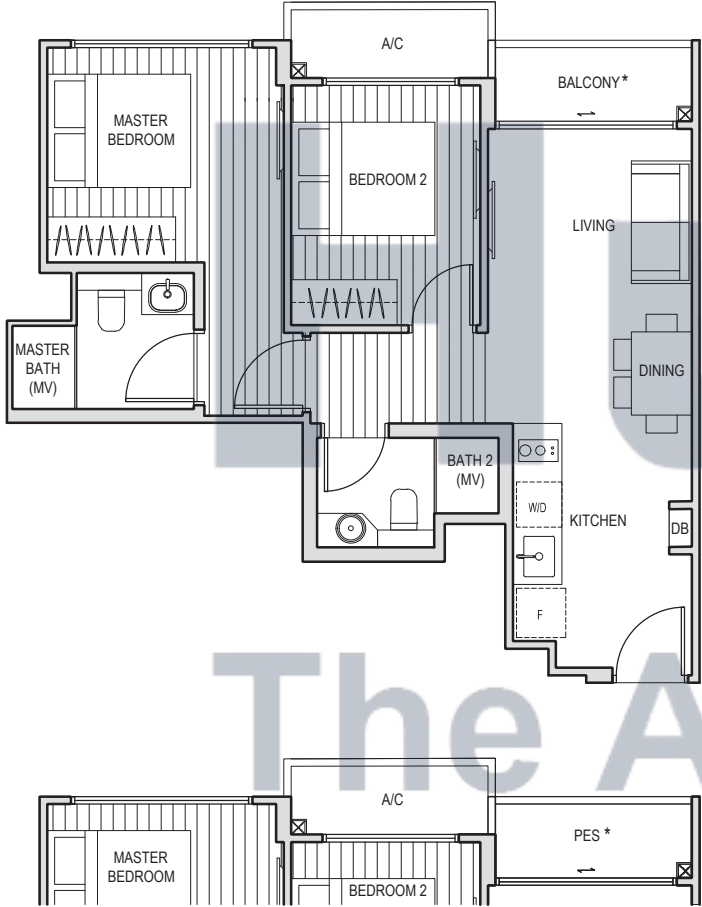 A/C
BALCONY*
MASTER
BEDROOM
BEDROOM 2
LIVING
MASTER
BATH
(MV)
DINING
BATH 2
(MV)
W/D
KITCHEN
DB
F
The A
A/C
PES *
MASTER
BEDROOM
BEDROOM 2